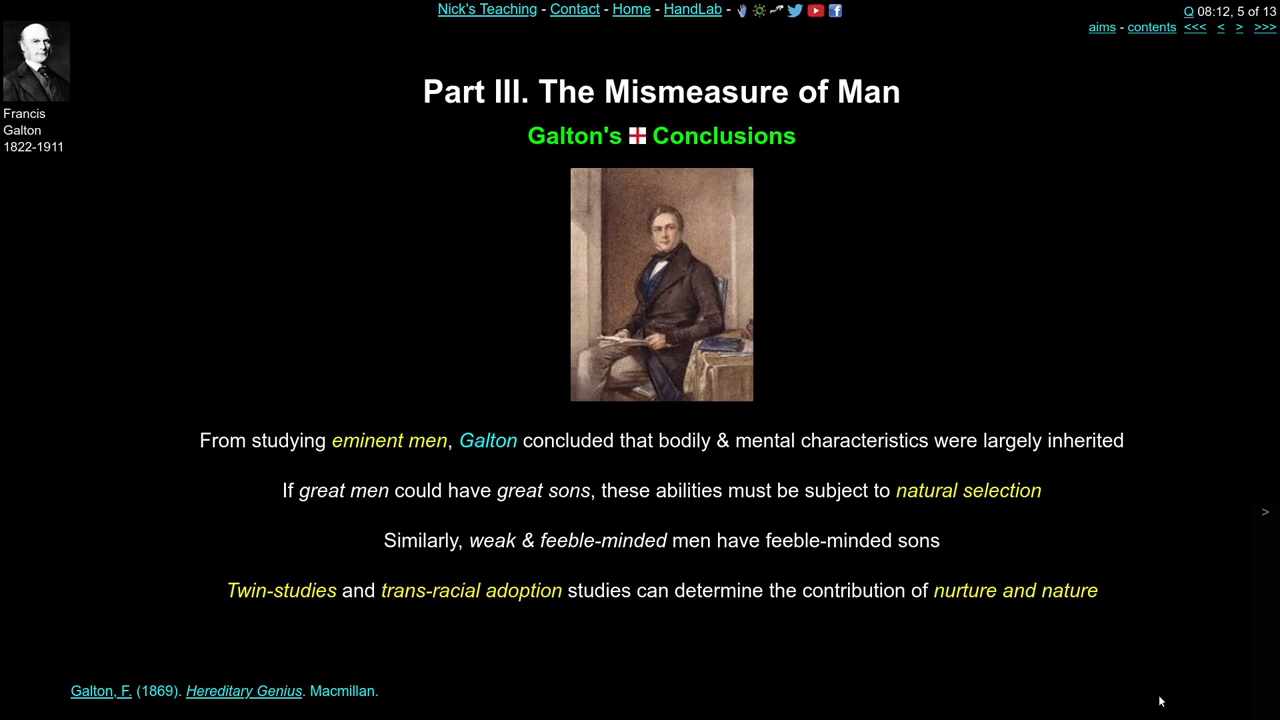 Nick's Teaching - Contact - Home - HandLab -
Q 08:12, 5 of 13
aims - contents <<< < > >>>
Francis
Galton
1822-1911
Part III. The Mismeasure of Man
Galton's Conclusions
From studying eminent men, Galton concluded that bodily & mental characteristics were largely inherited
If great men could have great sons, these abilities must be subject to natural selection
>
Similarly, weak & feeble-minded men have feeble-minded sons
Twin-studies and trans-racial adoption studies can determine the contribution of nurture and nature
Galton, F. (1869). Hereditary Genius. Macmillan.